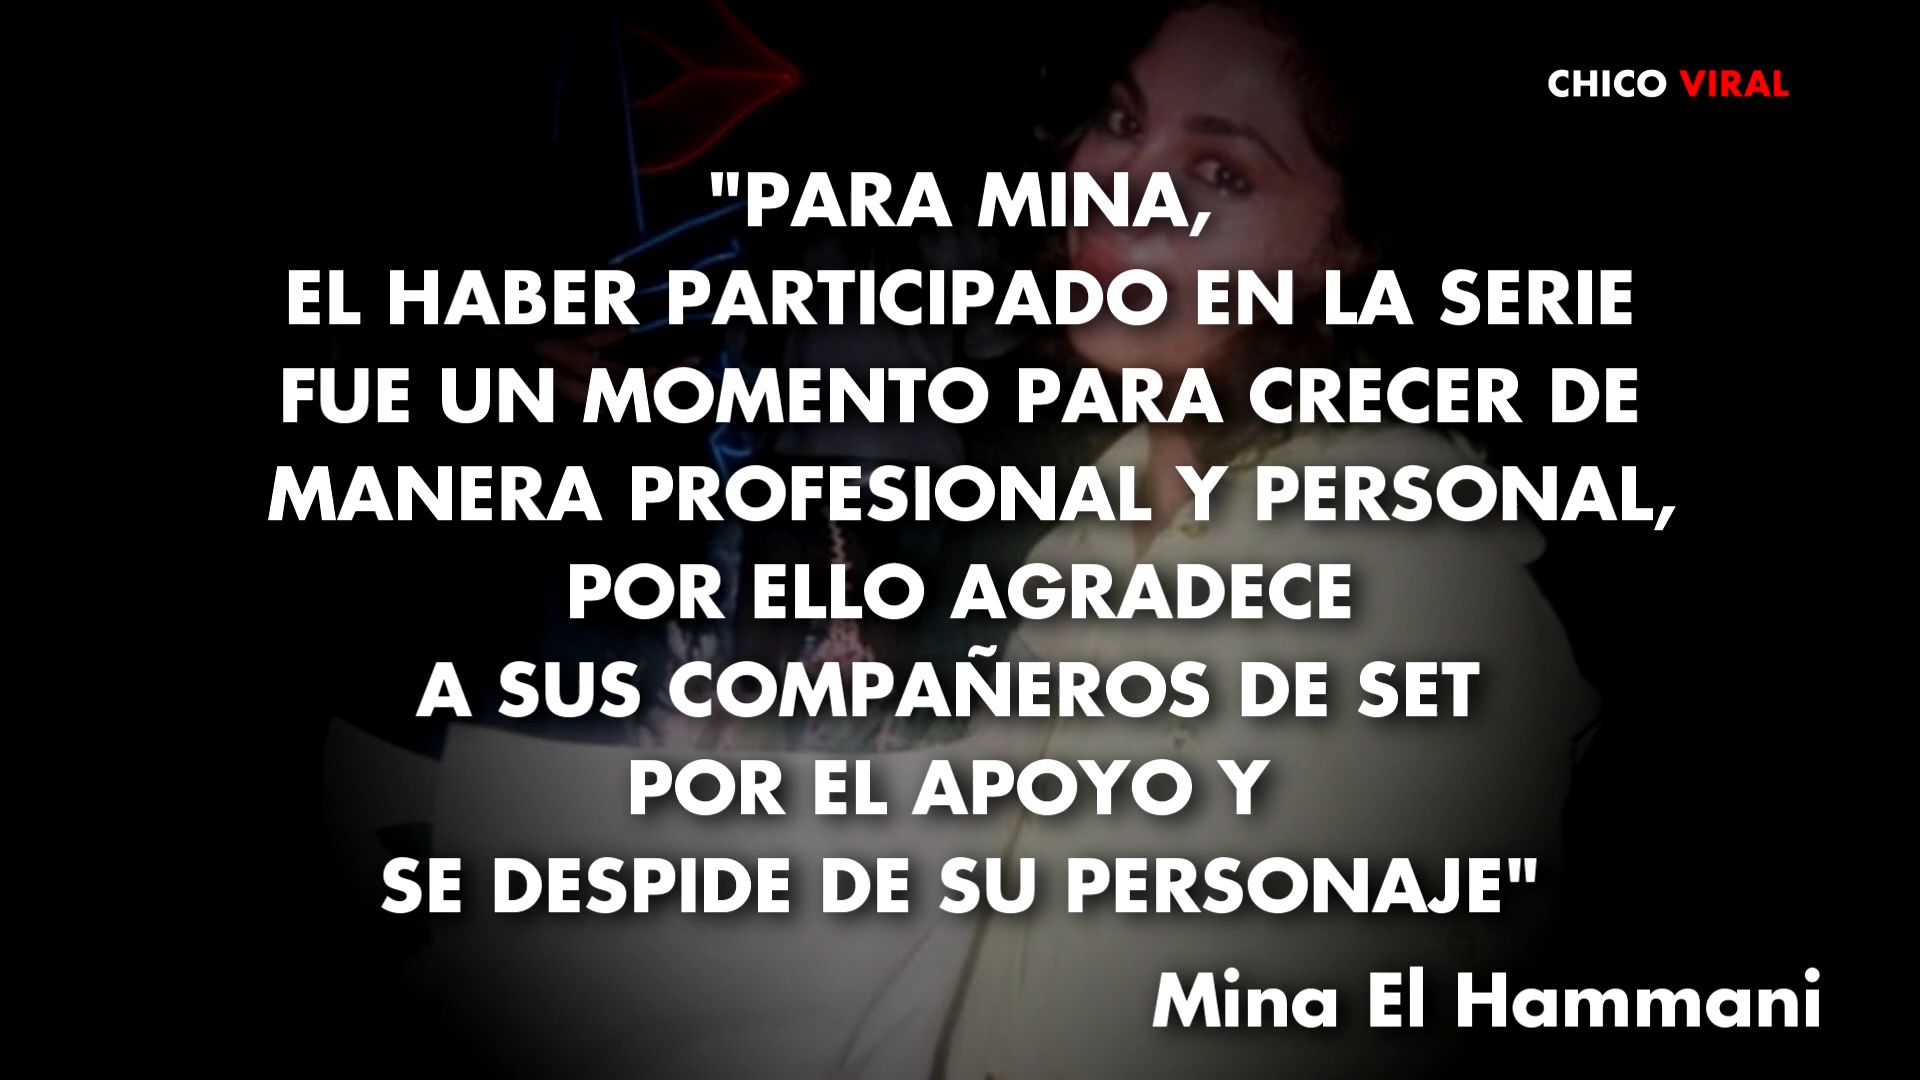 CHICO VIRAL
"PARA MINA,
EL HABER PARTICIPADO EN LA SERIE
FUE UN MOMENTO PARA CRECER DE
MANERA PROFESIONAL Y PERSONAL,
POR ELLO AGRADECE
A SUS COMPAÑEROS DE SET
POR EL APOYO Y
SE DESPIDE DE SU PERSONAJE"
Mina El Hammani